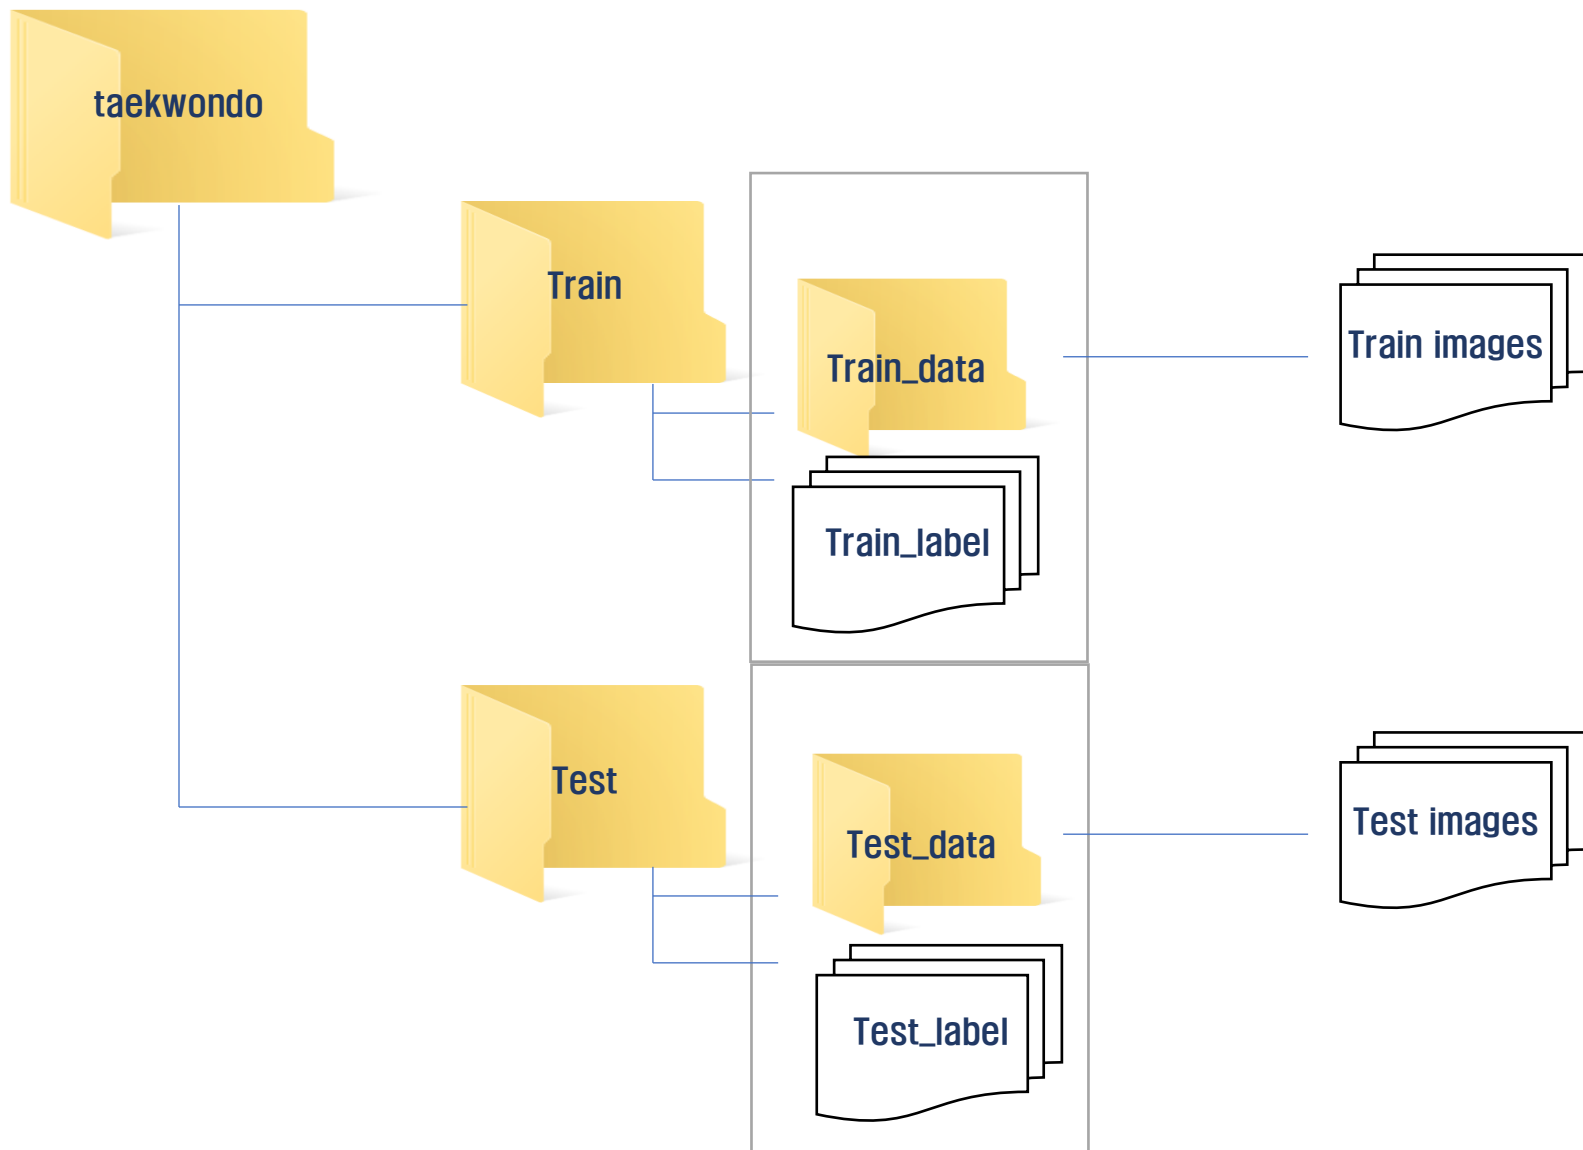 taekwondo
Train
Train_data
Train images
Train_label
Test
Test_data
Test images
Test_label